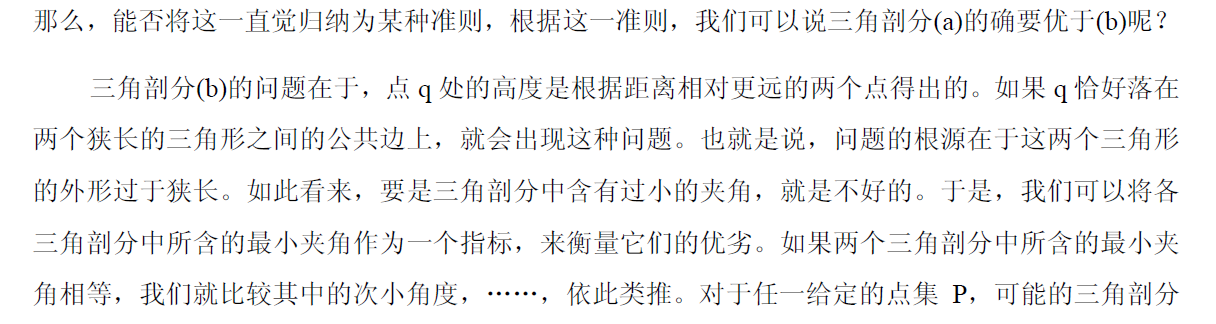 那么，能否将这一直觉归纳为某种准则，根据这一准则，我们可以说三角剖分(a)的确要优于(b)呢？
三角剖分(b)的问题在于，点 q 处的高度是根据距离相对更远的两个点得出的。如果 q 恰好落在
两个狭长的三角形之间的公共边上，就会出现这种问题。也就是说，问题的根源在于这两个三角形
的外形过于狭长。如此看来，要是三角剖分中含有过小的夹角，就是不好的。于是，我们可以将各
三角剖分中所含的最小夹角作为一个指标，来衡量它们的优劣。如果两个三角剖分中所含的最小夹
角相等，我们就比较其中的次小角度，……，依此类推。对于任一给定的点集 P，可能的三角剖分